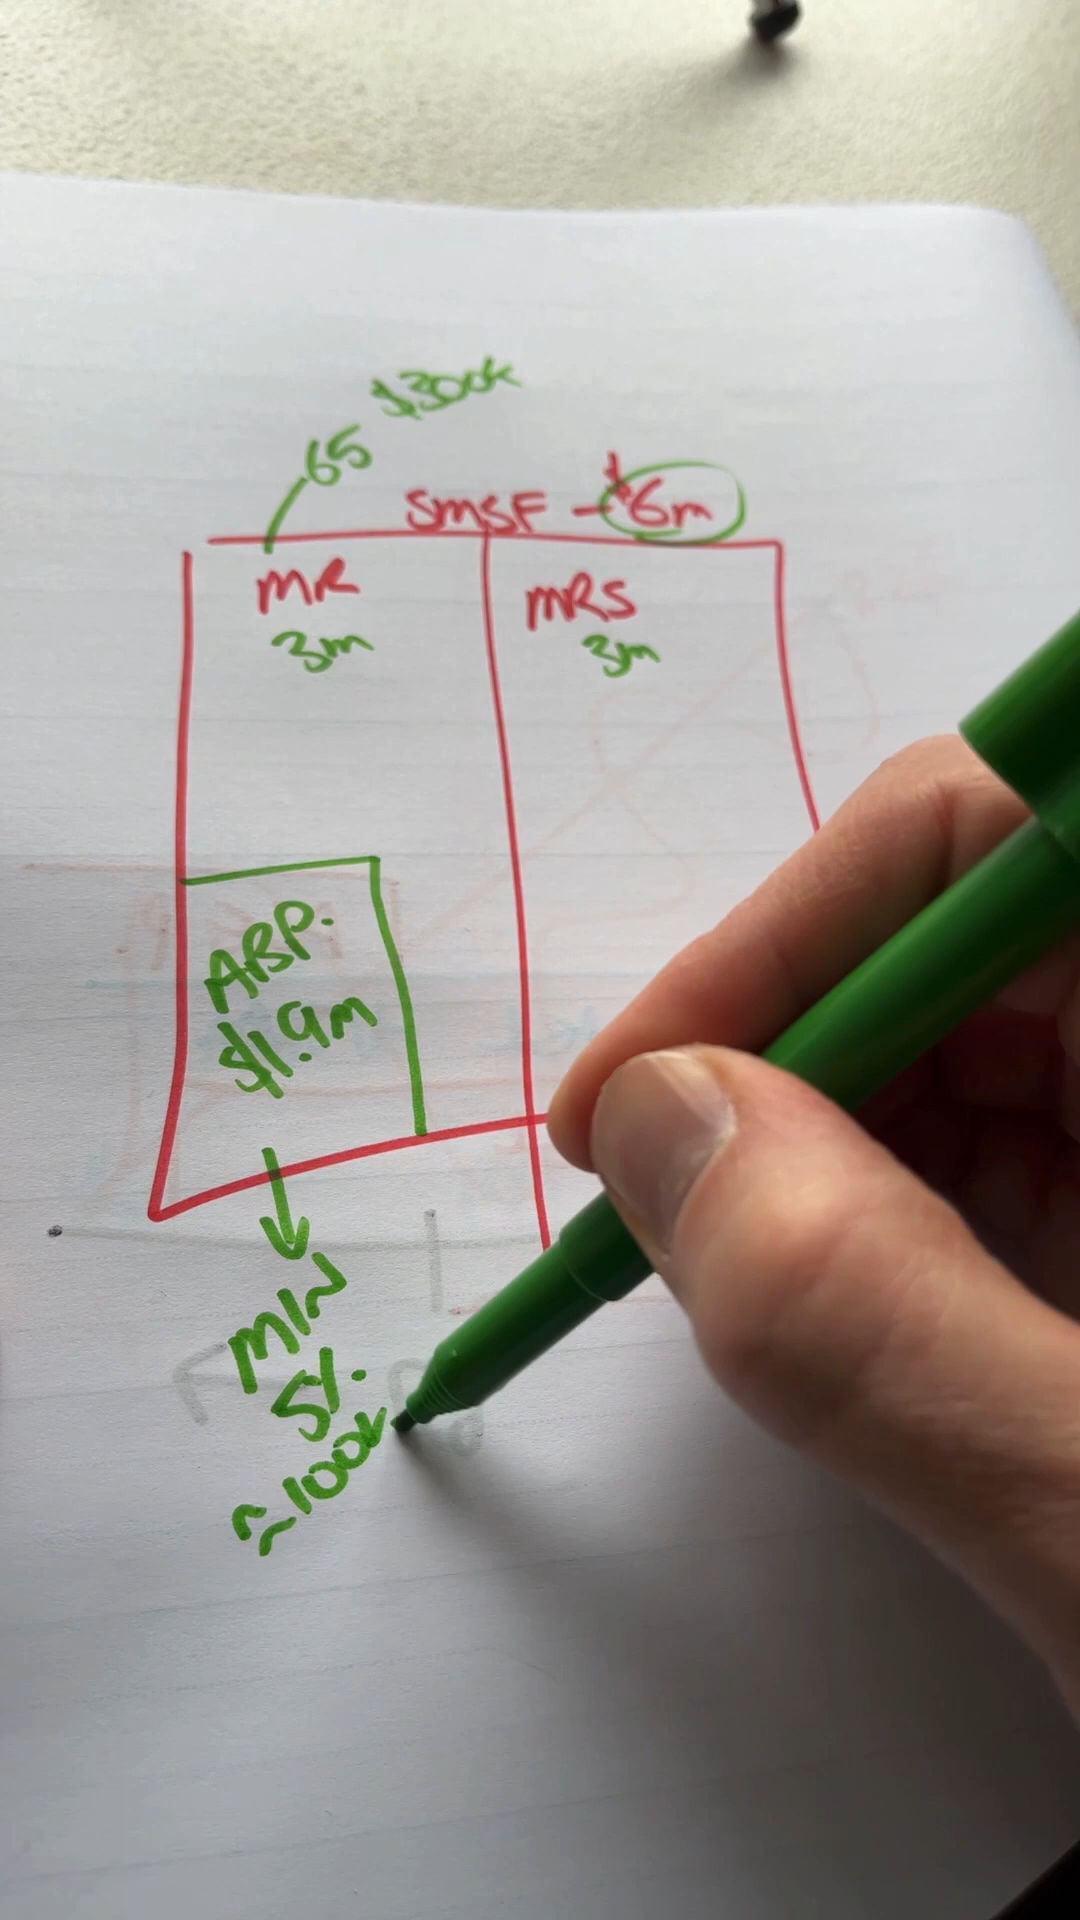 $300k
65
SMSF - $6m
MR
MRS
3m
3m
ABP.
$1.9m
MIN
5%.
≈100k